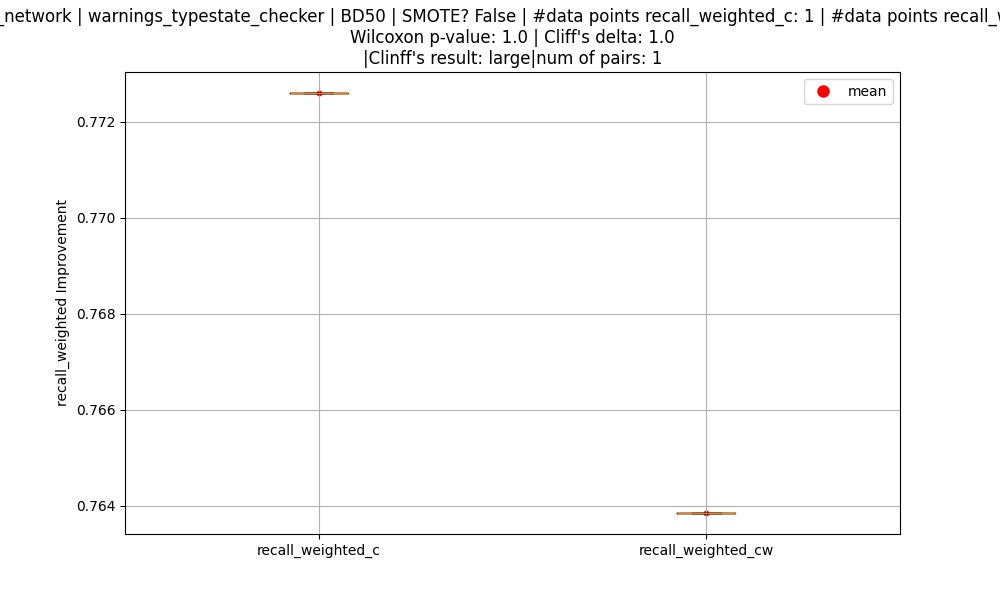 _network | warnings_typestate_checker | BD50 | SMOTE? False | #data points recall_weighted_c: 1 | #data points
Wilcoxon p-value: 1.0 | Cliff's delta: 1.0
|Clinff's result: large|num of pairs: 1
mean
0.772
0.770
0.768
0.766
0.764
recall_weighted Improvement
recall_weighted_c
recall_weighted_cw